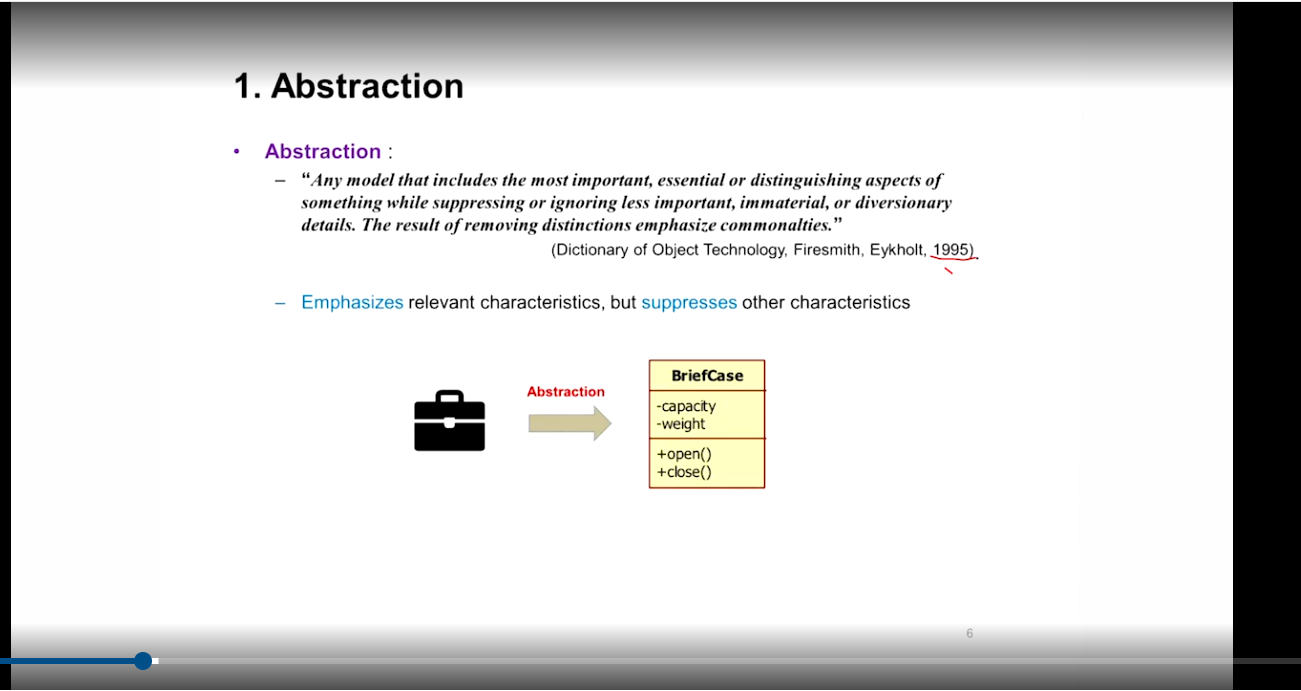 1. Abstraction
• Abstraction :
– “Any model that includes the most important, essential or distinguishing aspects of
something while suppressing or ignoring less important, immaterial, or diversionary
details. The result of removing distinctions emphasize commonalties.”
(Dictionary of Object Technology, Firesmith, Eykholt, 1995)
– Emphasizes relevant characteristics, but suppresses other characteristics
Abstraction
BriefCase
-capacity
-weight
+open()
+close()
6